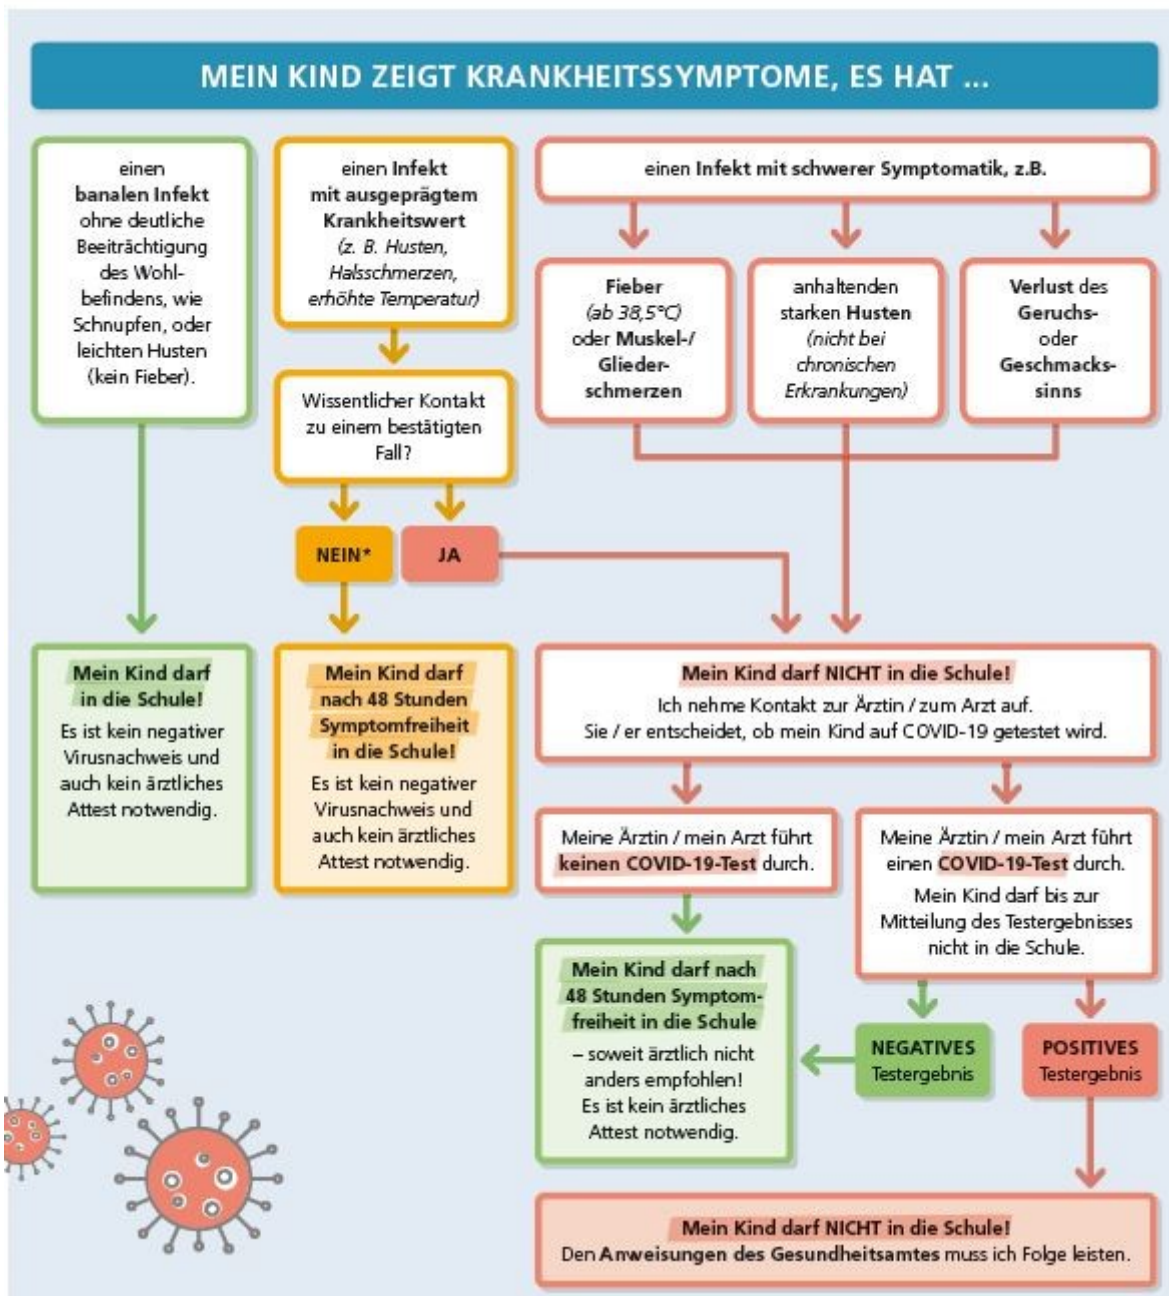 MEIN KIND ZEIGT KRANKHEITSSYMPTOME, ES HAT ...
einen
banalen Infekt
ohne deutliche
Beeiträchtigung
des Wohl-
befindens, wie
Schnupfen, oder
leichten Husten
(kein Fieber).
einen Infekt
mit ausgeprägtem
Krankheitswert
(z. B. Husten,
Halsschmerzen,
erhöhte Temperatur)
einen Infekt mit schwerer Symptomatik, z.B.
Fieber
(ab 38,5°C)
oder Muskel-/
Glieder-
schmerzen
anhaltenden
starken Husten
(nicht bei
chronischen
Erkrankungen)
Verlust des
Geruchs-
oder
Geschmacks-
sinns
Wissentlicher Kontakt
zu einem bestätigten
Fall?
NEIN*
JA
Mein Kind darf
in die Schule!
Es ist kein negativer
Virusnachweis und
auch kein ärztliches
Attest notwendig.
Mein Kind darf
nach 48 Stunden
Symptomfreiheit
in die Schule!
Es ist kein negativer
Virusnachweis und
auch kein ärztliches
Attest notwendig.
Mein Kind darf NICHT in die Schule!
Ich nehme Kontakt zur Ärztin / zum Arzt auf.
Sie / er entscheidet, ob mein Kind auf COVID-19 getestet wird.
Meine Ärztin / mein Arzt führt
keinen COVID-19-Test durch.
Meine Ärztin / mein Arzt führt
einen COVID-19-Test durch.
Mein Kind darf bis zur
Mitteilung des Testergebnisses
nicht in die Schule.
Mein Kind darf nach
48 Stunden Symptom-
freiheit in die Schule
– soweit ärztlich nicht
anders empfohlen!
Es ist kein ärztliches
Attest notwendig.
NEGATIVES
Testergebnis
POSITIVES
Testergebnis
Mein Kind darf NICHT in die Schule!
Den Anweisungen des Gesundheitsamtes muss ich Folge leisten.